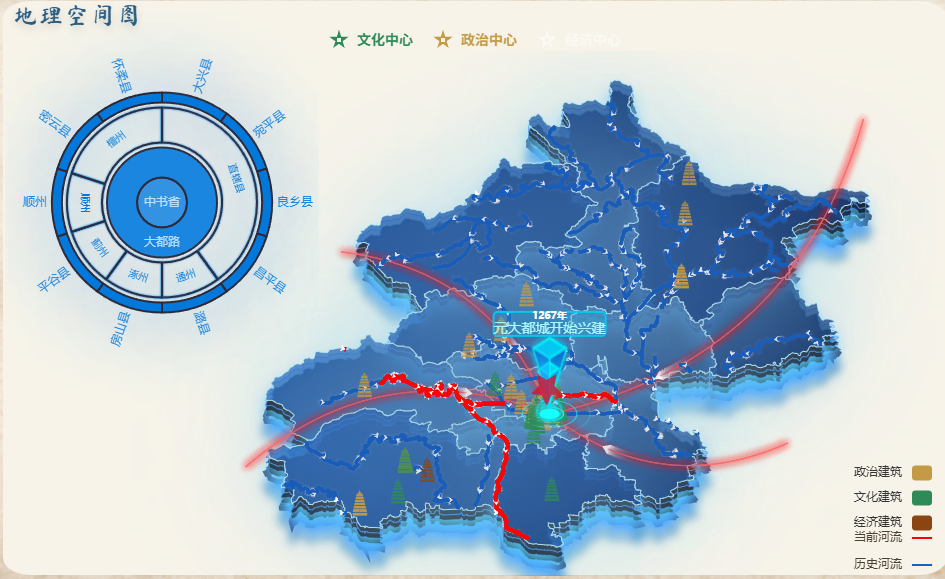 地理空间图
文化中心
政治中心
经济中心
怀柔县
大兴县
密云县
宛平县
檀州
直辖县
顺州
中书省
良乡县
蓟州
大都路
涿州
通州
平谷县
昌平县
房山县
潞县
1267年
元大都城开始兴建
政治建筑
文化建筑
经济建筑
当前河流
历史河流